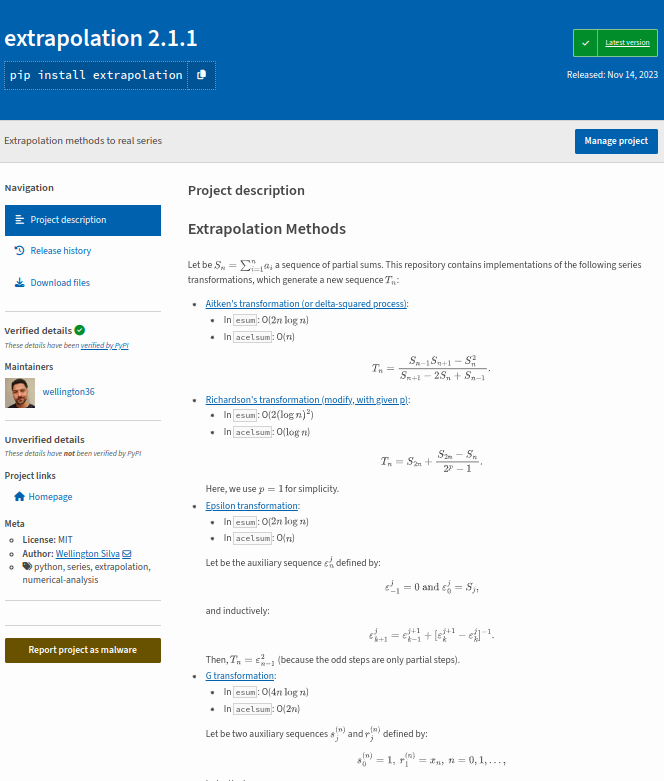 extrapolation 2.1.1
Latest version
pip install extrapolation
Released: Nov 14, 2023
Extrapolation methods to real series
Manage project
Navigation
Project description
Release history
Download files
Verified details
These details have been verified by PyPI
Maintainers
wellington36
Unverified details
These details have not been verified by PyPI
Project links
Homepage
Meta
License: MIT
Author: Wellington Silva
python, series, extrapolation,
numerical-analysis
Report project as malware
Project description
Extrapolation Methods
Let be $S_n = \sum_{i=1}^{n} a_i$ a sequence of partial sums. This repository contains implementations of the following series
transformations, which generate a new sequence $T_n$:
Aitken's transformation (or delta-squared process):
In esum: O($2n \log n$)
In acelsum: O($n$)
$T_n = \frac{S_{n-1}S_{n+1} - S_n^2}{S_{n+1} - 2S_n + S_{n-1}}.$
Richardson's transformation (modify, with given p):
In esum: O($2(\log n)^2$)
In acelsum: O($\log n$)
$T_n = S_{2n} + \frac{S_{2n} - S_n}{2^p - 1}.$
Here, we use $p = 1$ for simplicity.
Epsilon transformation:
In esum: O($2n \log n$)
In acelsum: O($n$)
Let be the auxiliary sequence $\varepsilon_n^j$ defined by:
$\varepsilon_{-1}^j = 0 \text{ and } \varepsilon_0^j = S_j,$
and inductively:
$\varepsilon_{k+1}^j = \varepsilon_{k-1}^{j+1} + [\varepsilon_k^{j+1} - \varepsilon_k^j]^{-1}.$
Then, $T_n = \varepsilon_{n-1}^2$ (because the odd steps are only partial steps).
G transformation:
In esum: O($4n \log n$)
In acelsum: O($2n$)
Let be two auxiliary sequences $s_j^{(n)}$ and $r_j^{(n)}$ defined by:
$s_0^{(n)} = 1, \; r_1^{(n)} = x_n, \; n = 0, 1, \ldots,$